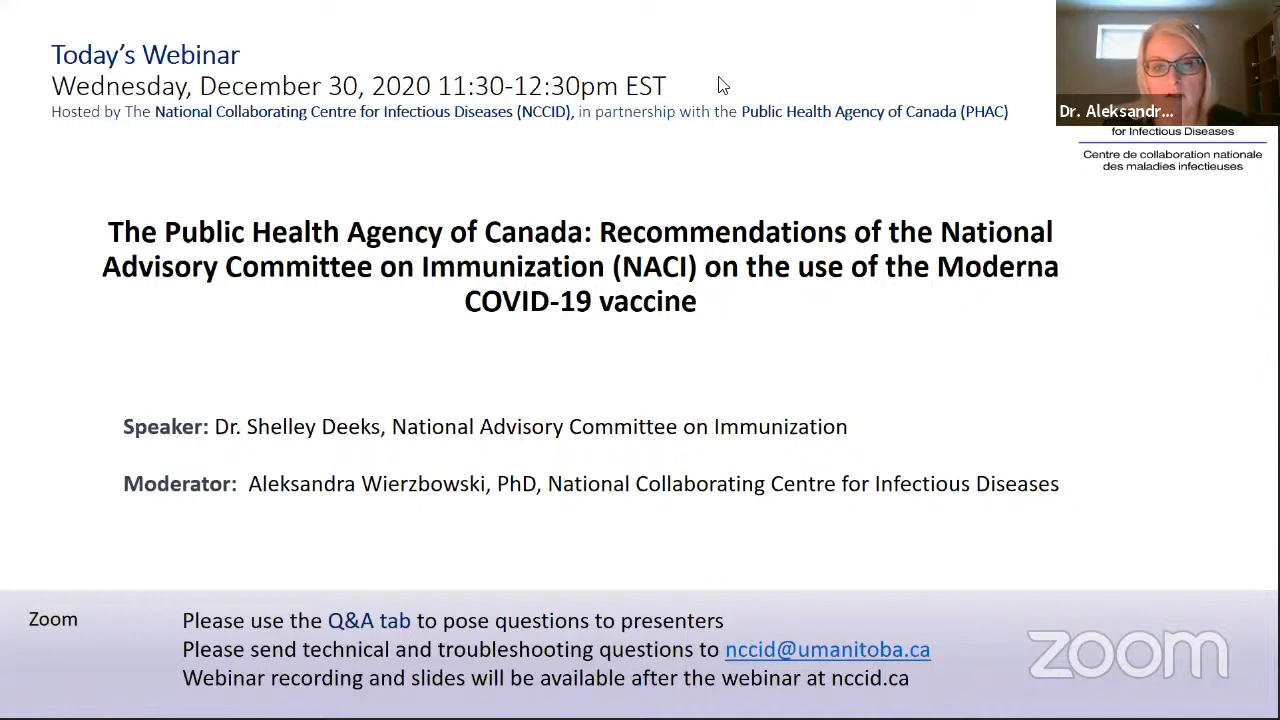 Today's Webinar
Wednesday, December 30, 2020 11:30-12:30pm EST
Hosted by The National Collaborating Centre for Infectious Diseases (NCCID), in partnership with the Public Health Agency of Canada (PHAC)
Dr. Aleksandr...
for Infectious Diseases
Centre de collaboration nationale
des maladies infectieuses
The Public Health Agency of Canada: Recommendations of the National
Advisory Committee on Immunization (NACI) on the use of the Moderna
COVID-19 vaccine
Speaker: Dr. Shelley Deeks, National Advisory Committee on Immunization
Moderator: Aleksandra Wierzbowski, PhD, National Collaborating Centre for Infectious Diseases
Zoom
Please use the Q&A tab to pose questions to presenters
Please send technical and troubleshooting questions to nccid@umanitoba.ca
Webinar recording and slides will be available after the webinar at nccid.ca
zoom